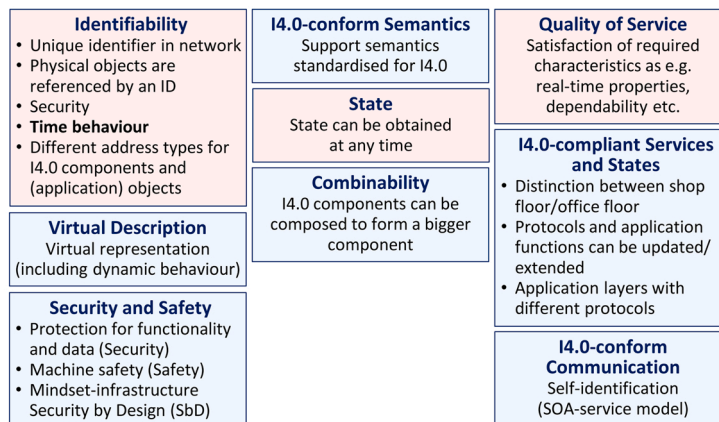 Identifiability
• Unique identifier in network
• Physical objects are
referenced by an ID
• Security
• Time behaviour
• Different address types for
I4.0 components and
(application) objects
Virtual Description
Virtual representation
(including dynamic behaviour)
Security and Safety
• Protection for functionality
and data (Security)
• Machine safety (Safety)
• Mindset-infrastructure
Security by Design (SbD)
I4.0-conform Semantics
Support semantics
standardised for I4.0
State
State can be obtained
at any time
Combinability
I4.0 components can be
composed to form a bigger
component
Quality of Service
Satisfaction of required
characteristics as e.g.
real-time properties,
dependability etc.
I4.0-compliant Services
and States
• Distinction between shop
floor/office floor
• Protocols and application
functions can be updated/
extended
• Application layers with
different protocols
I4.0-conform
Communication
Self-identification
(SOA-service model)